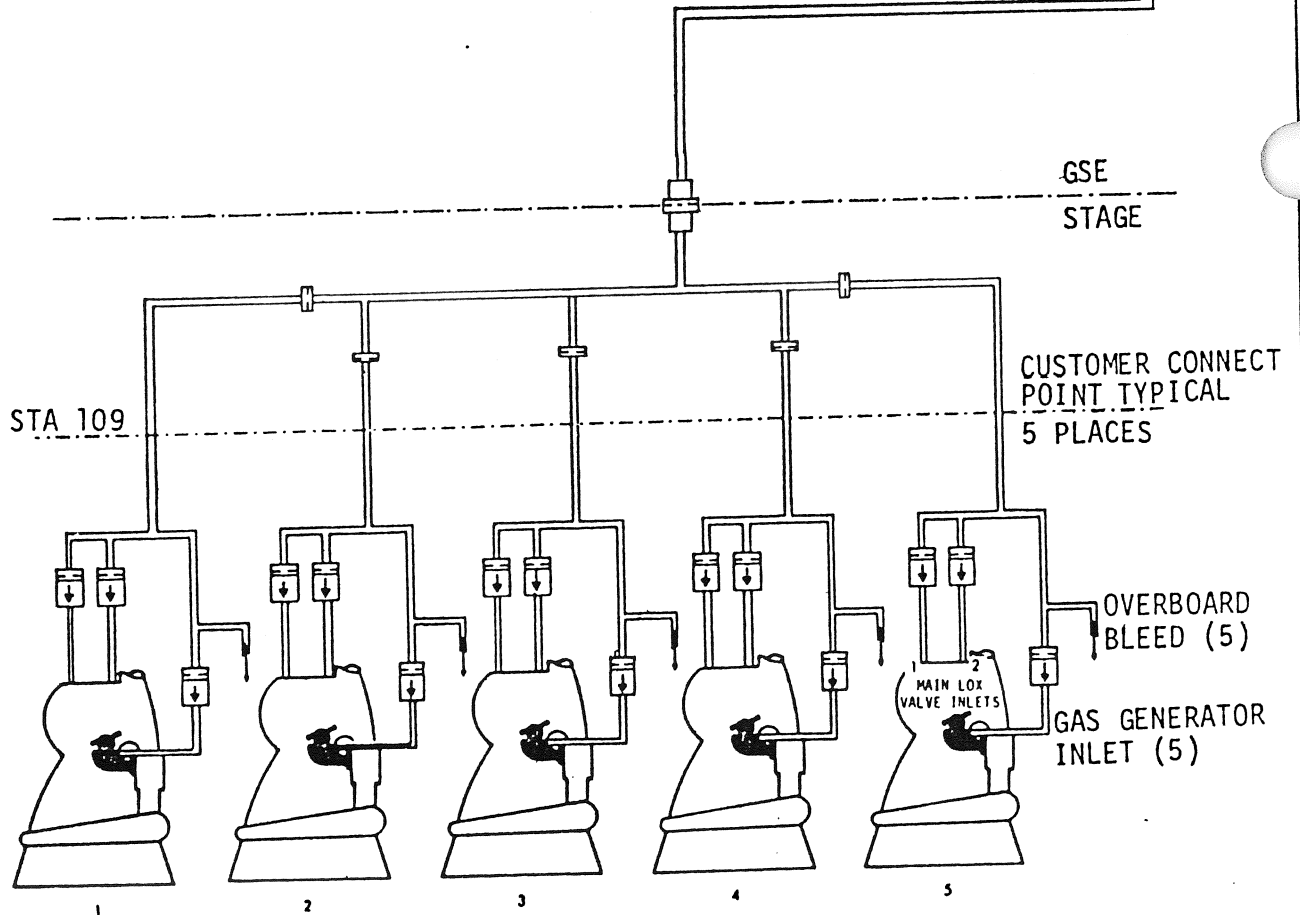 GSE
STAGE
CUSTOMER CONNECT
POINT TYPICAL
5 PLACES
STA 109
OVERBOARD
BLEED (5)
1 2
MAIN LOX
VALVE INLETS
GAS GENERATOR
INLET (5)
1 2 3 4 5